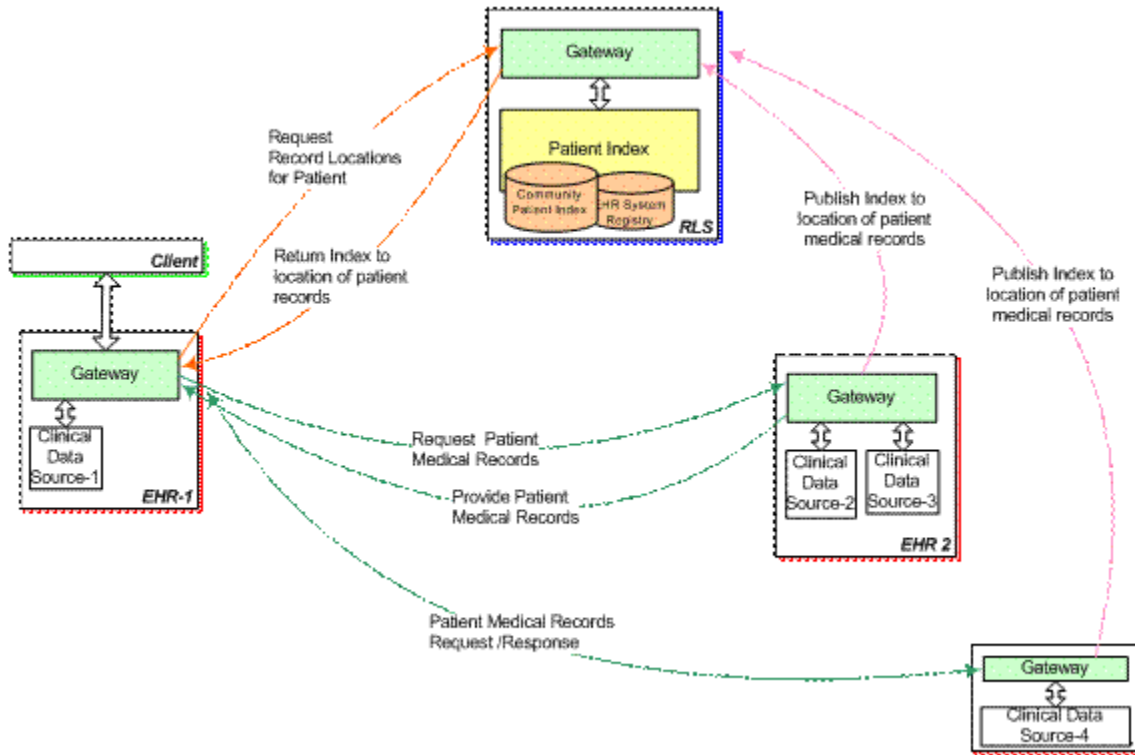 Gateway
Patient Index
Community
Patient Index
EHR System
Registry
RLS
Request
Record Locations
for Patient
Return Index to
location of patient
records
Publish Index to
location of patient
medical records
Publish Index to
location of patient
medical records
Client
Gateway
Clinical
Data
Source-1
EHR-1
Request Patient
Medical Records
Provide Patient
Medical Records
Gateway
Clinical
Data
Source-2
Clinical
Data
Source-3
EHR 2
Patient Medical Records
Request /Response
Gateway
Clinical Data
Source-4